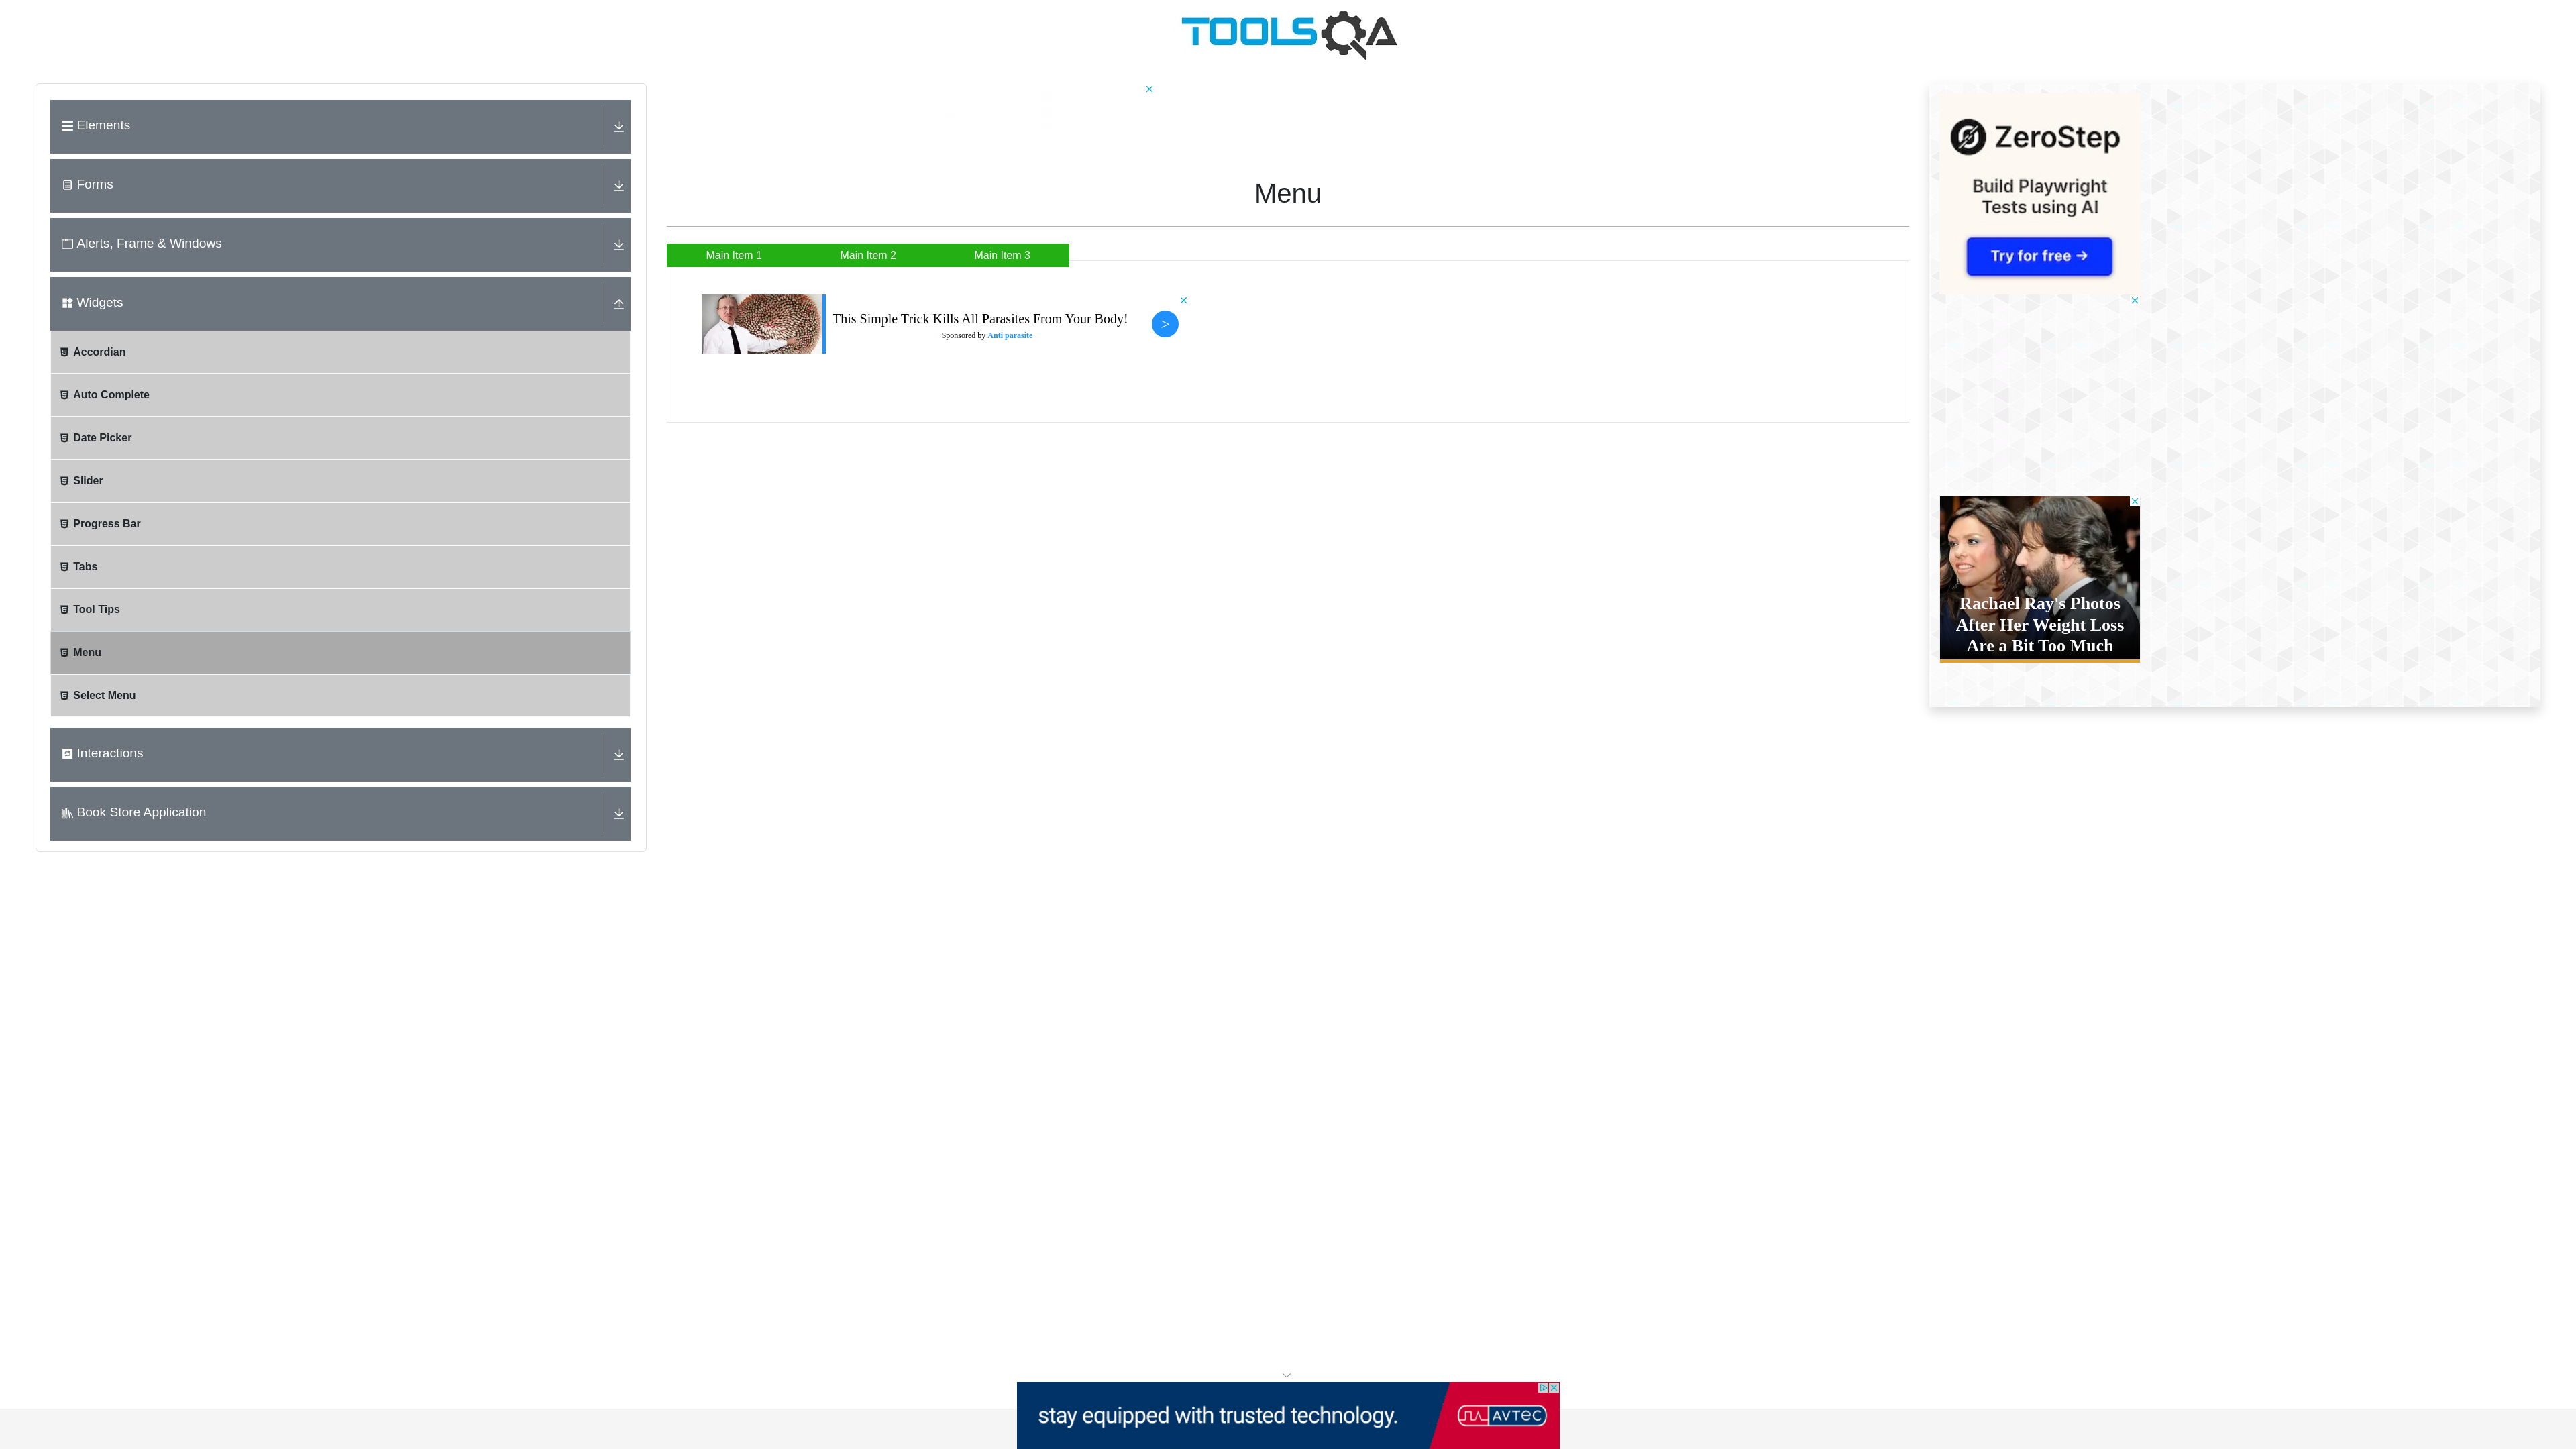 TOOLSQA
Elements
Forms
Alerts, Frame & Windows
Widgets
Accordian
Auto Complete
Date Picker
Slider
Progress Bar
Tabs
Tool Tips
Menu
Select Menu
Interactions
Book Store Application
Menu
Main Item 1
Main Item 2
Main Item 3
This Simple Trick Kills All Parasites From Your Body!
Sponsored by Anti parasite
>
ZeroStep
Build Playwright
Tests using AI
Try for free →
Rachael Ray's Photos
After Her Weight Loss
Are a Bit Too Much
stay equipped with trusted technology.
AVTEC